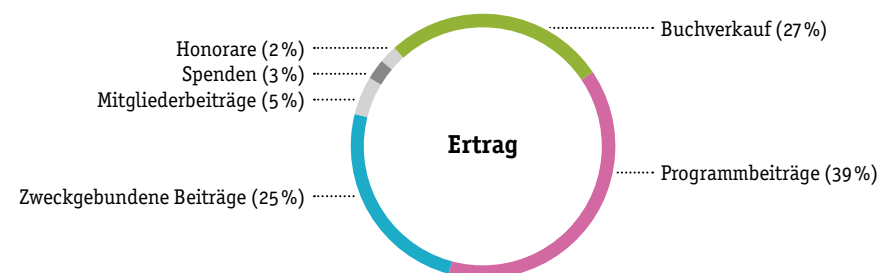 Buchverkauf (27 %)
Honorare (2 %)
Spenden (3 %)
Mitgliederbeiträge (5 %)
Ertrag
Programmbeiträge (39 %)
Zweckgebundene Beiträge (25 %)